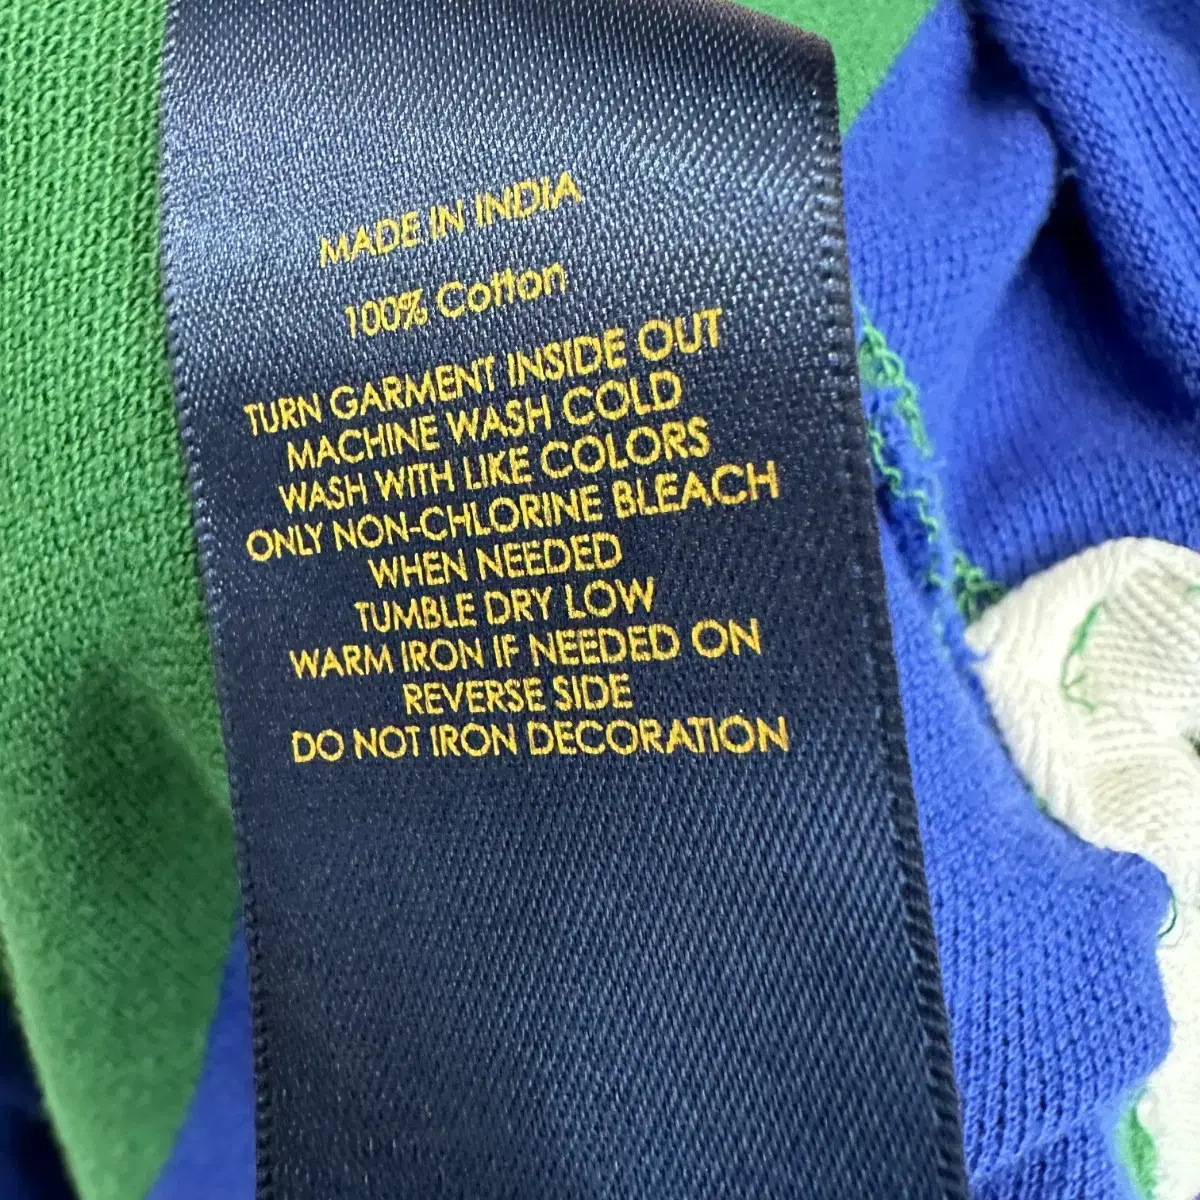 MADE IN INDIA
100% Cotton
TURN GARMENT INSIDE OUT
MACHINE WASH COLD
WASH WITH LIKE COLORS
ONLY NON-CHLORINE BLEACH
WHEN NEEDED
TUMBLE DRY LOW
WARM IRON IF NEEDED ON
REVERSE SIDE
DO NOT IRON DECORATION